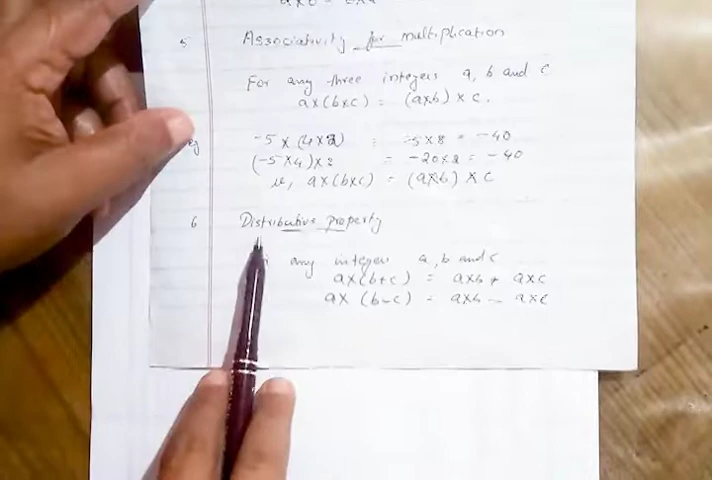 5 Associativity for multiplication
For any three integers a, b and c
a×(b×c) = (a×b) × c.
eg -5 × (4×2) = -5×8 = -40
(-5×4)×2 = -20×2 = -40
ie, a×(b×c) = (a×b) × c
6 Distributive property
any integers a, b and c
a×(b+c) = a×b + a×c
a× (b-c) = a×b - a×c